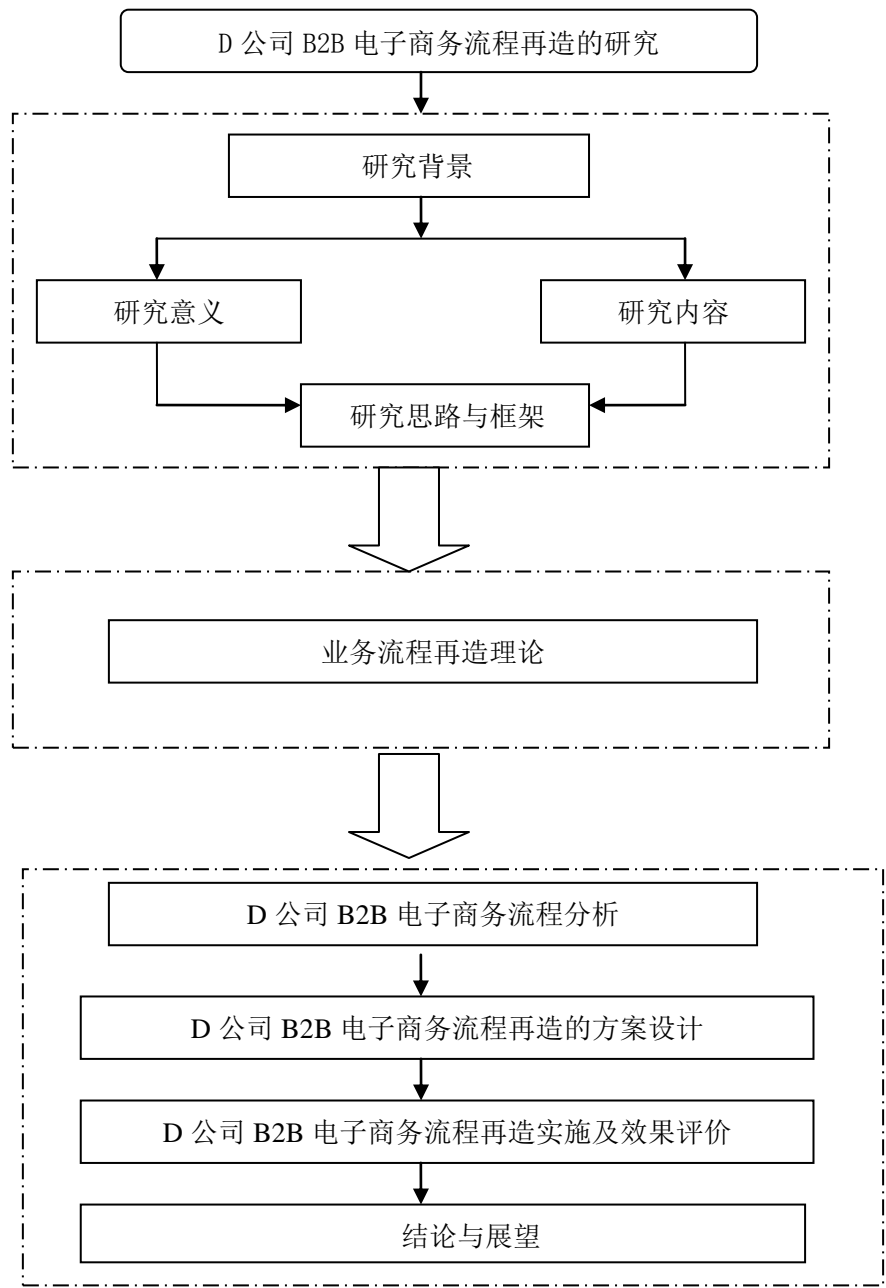 D 公司 B2B 电子商务流程再造的研究
研究背景
研究意义
研究内容
研究思路与框架
业务流程再造理论
D 公司 B2B 电子商务流程分析
D 公司 B2B 电子商务流程再造的方案设计
D 公司 B2B 电子商务流程再造实施及效果评价
结论与展望